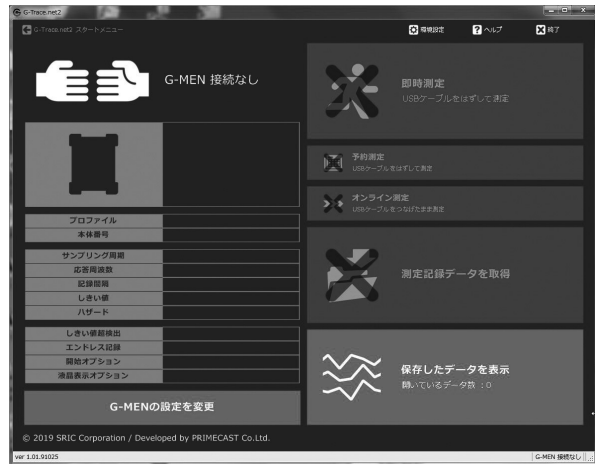 G-Trace.net2
G-Trace.net2 スタートメニュー
環境設定
ヘルプ
終了
G-MEN 接続なし
プロファイル
本体番号
サンプリング周期
応答周波数
記録間隔
しきい値
ハザード
しきい値超検出
エンドレス記録
開始オプション
液晶表示オプション
G-MENの設定を変更
即時測定
USBケーブルをはずして測定
予約測定
USBケーブルをはずして測定
オンライン測定
USBケーブルをつなげたまま測定
測定記録データを取得
保存したデータを表示
開いているデータ数 : 0
© 2019 SRIC Corporation / Developed by PRIMECAST Co.Ltd.
ver 1.01.91025
G-MEN 接続なし